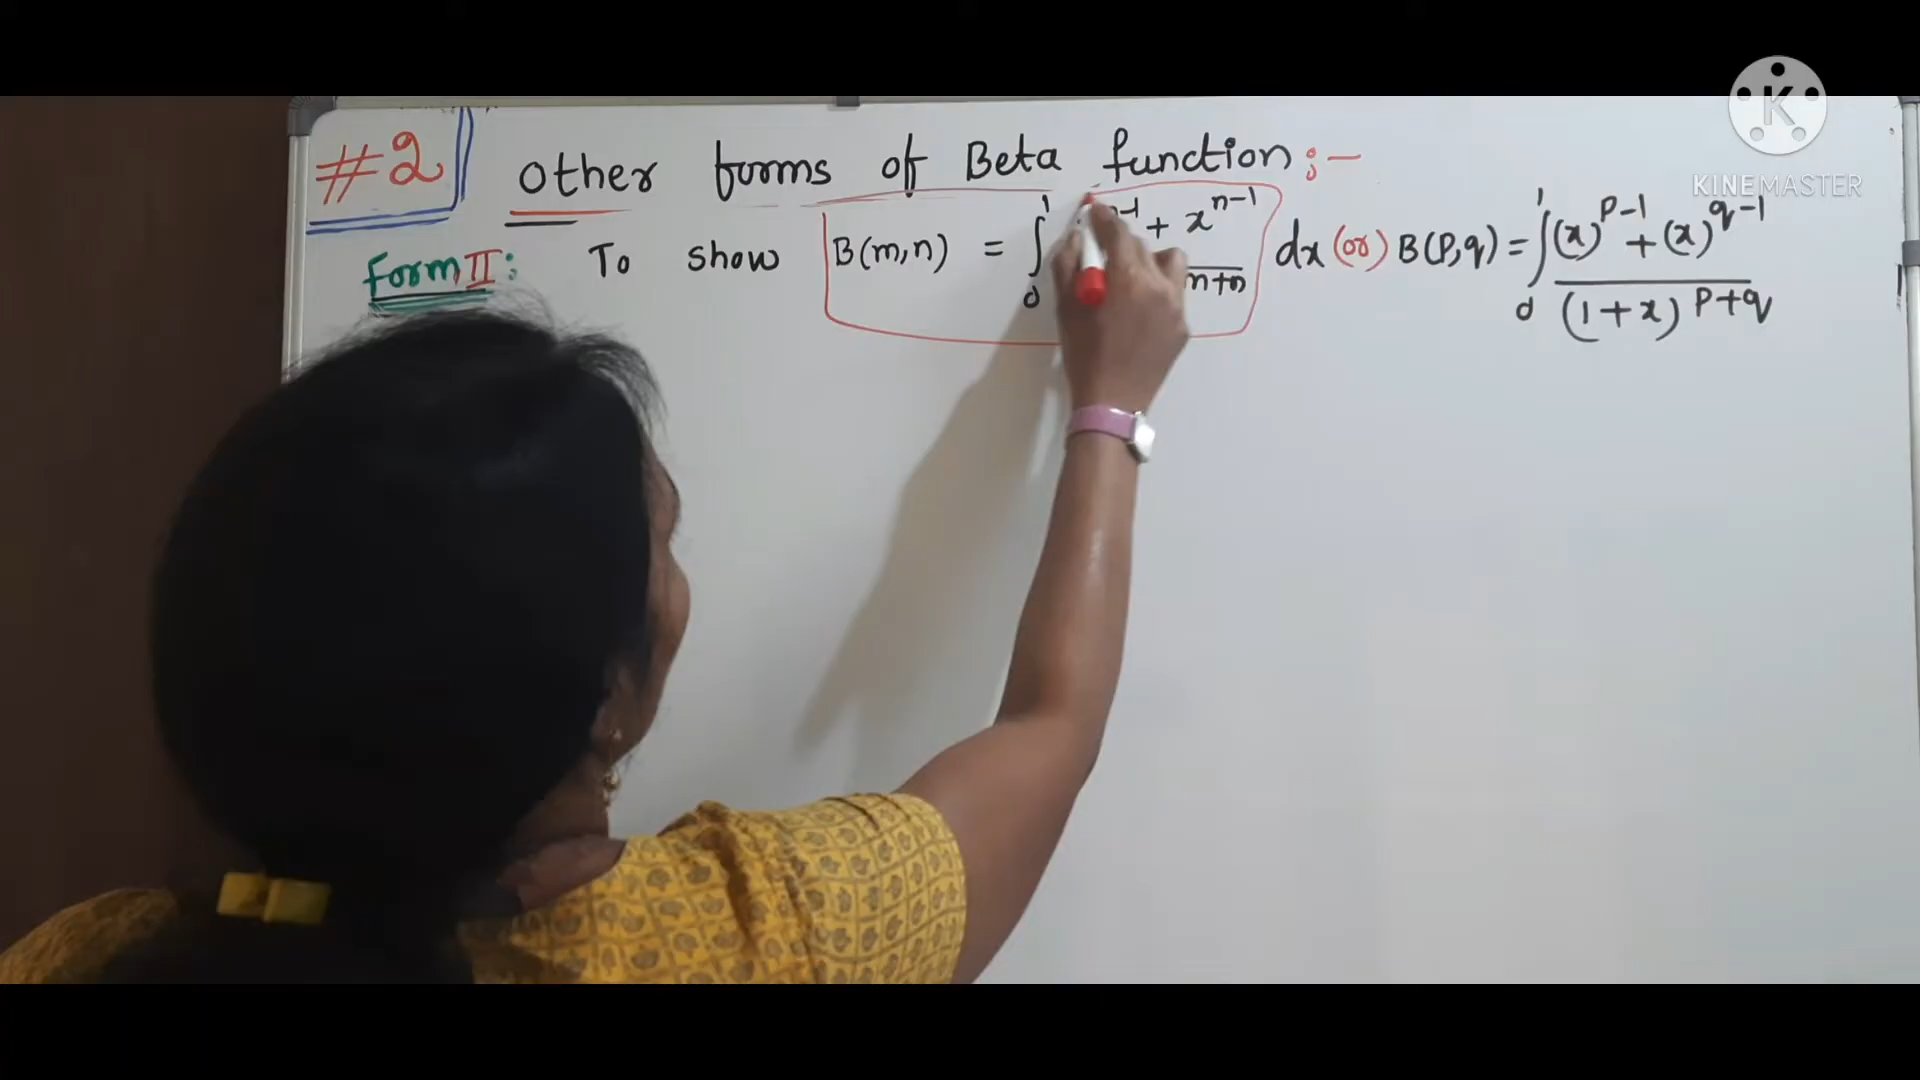 #2 Other forms of Beta function :-
Form II : To show B(m,n) = ∫₀¹ + x^(n-1) / m+n dx (or) B(P,q) = ∫₀¹ (x)^(P-1) + (x)^(q-1) / (1+x)^(P+q)
K
KINEMASTER